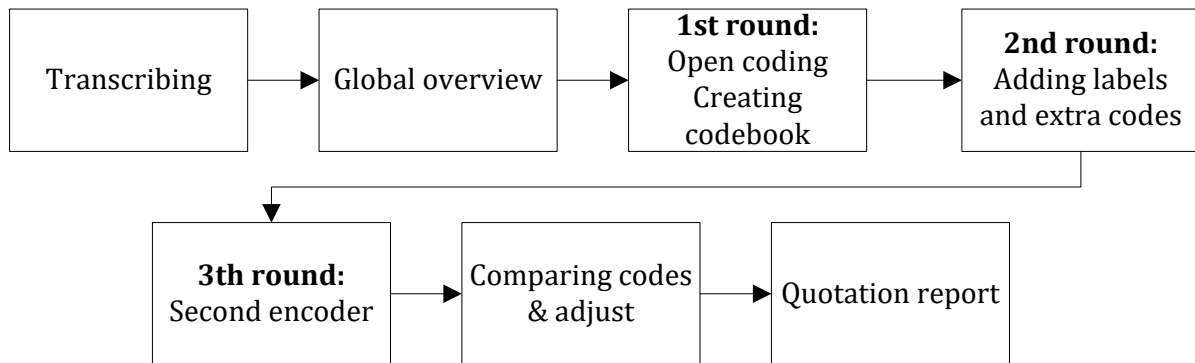 Transcribing
Global overview
1st round:
Open coding
Creating
codebook
2nd round:
Adding labels
and extra codes
3th round:
Second encoder
Comparing codes
& adjust
Quotation report